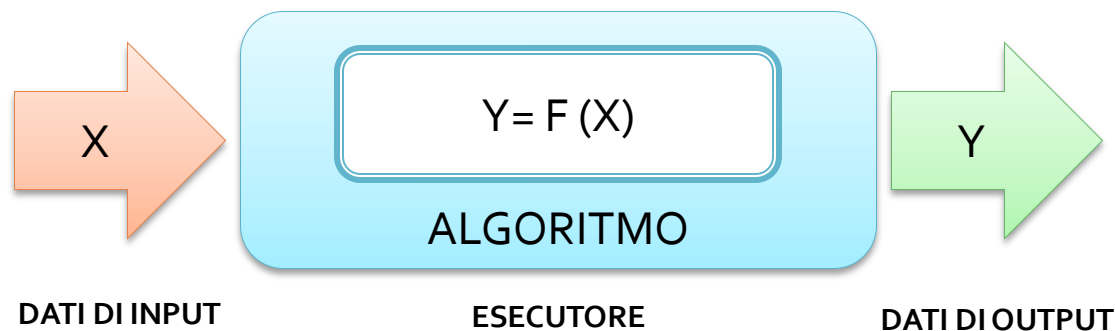 X
Y= F (X)
ALGORITMO
Y
DATI DI INPUT
ESECUTORE
DATI DI OUTPUT